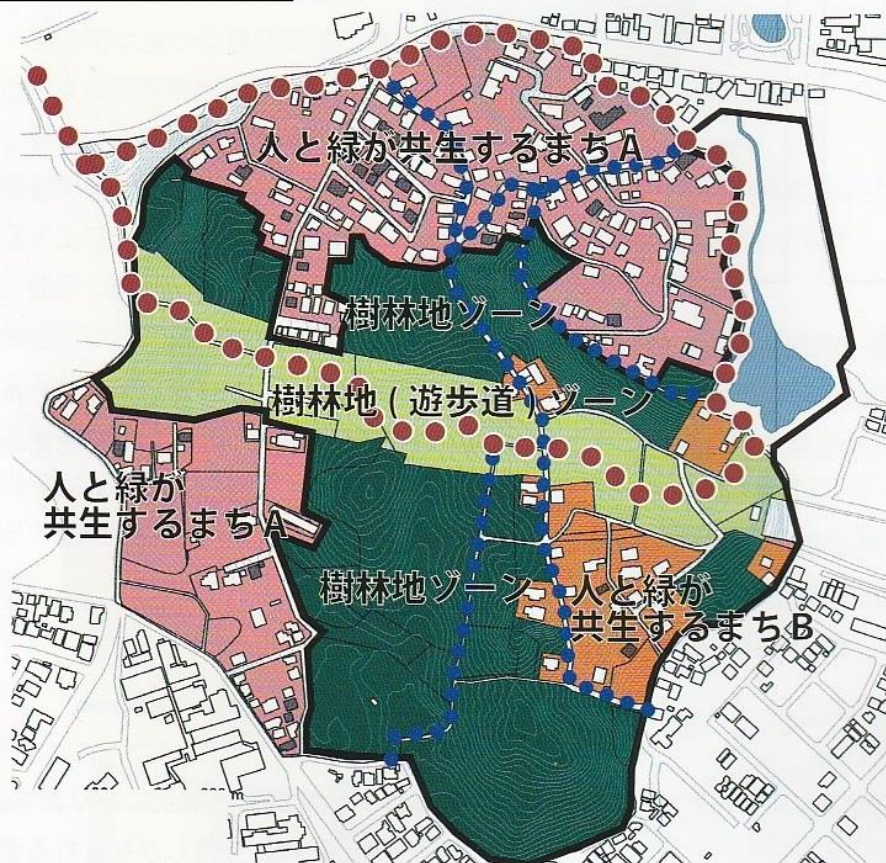 人と緑が共生するまちA
樹林地ゾーン
樹林地(遊歩道)ゾーン
人と緑が
共生するまちA
樹林地ゾーン
人と緑が
共生するまちB